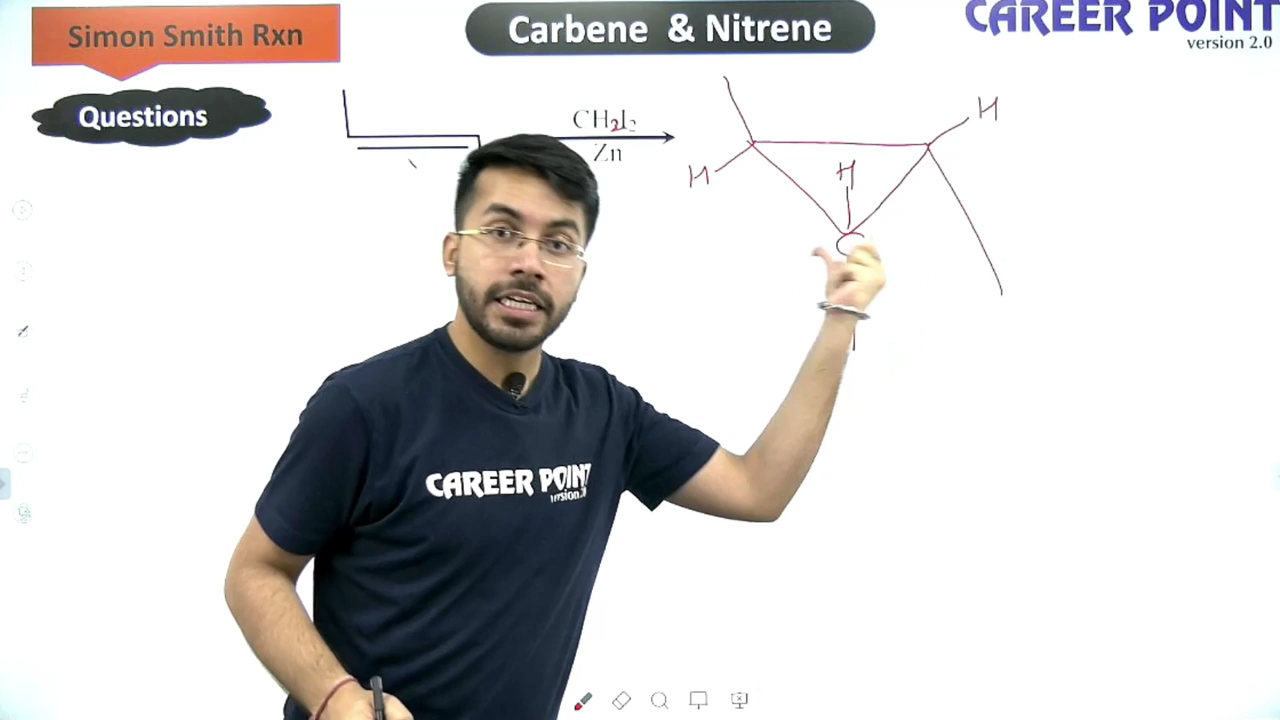 Simon Smith Rxn
Carbene & Nitrene
CAREER POINT
version 2.0
Questions
CH2I2
Zn
H
H
H
CAREER POINT